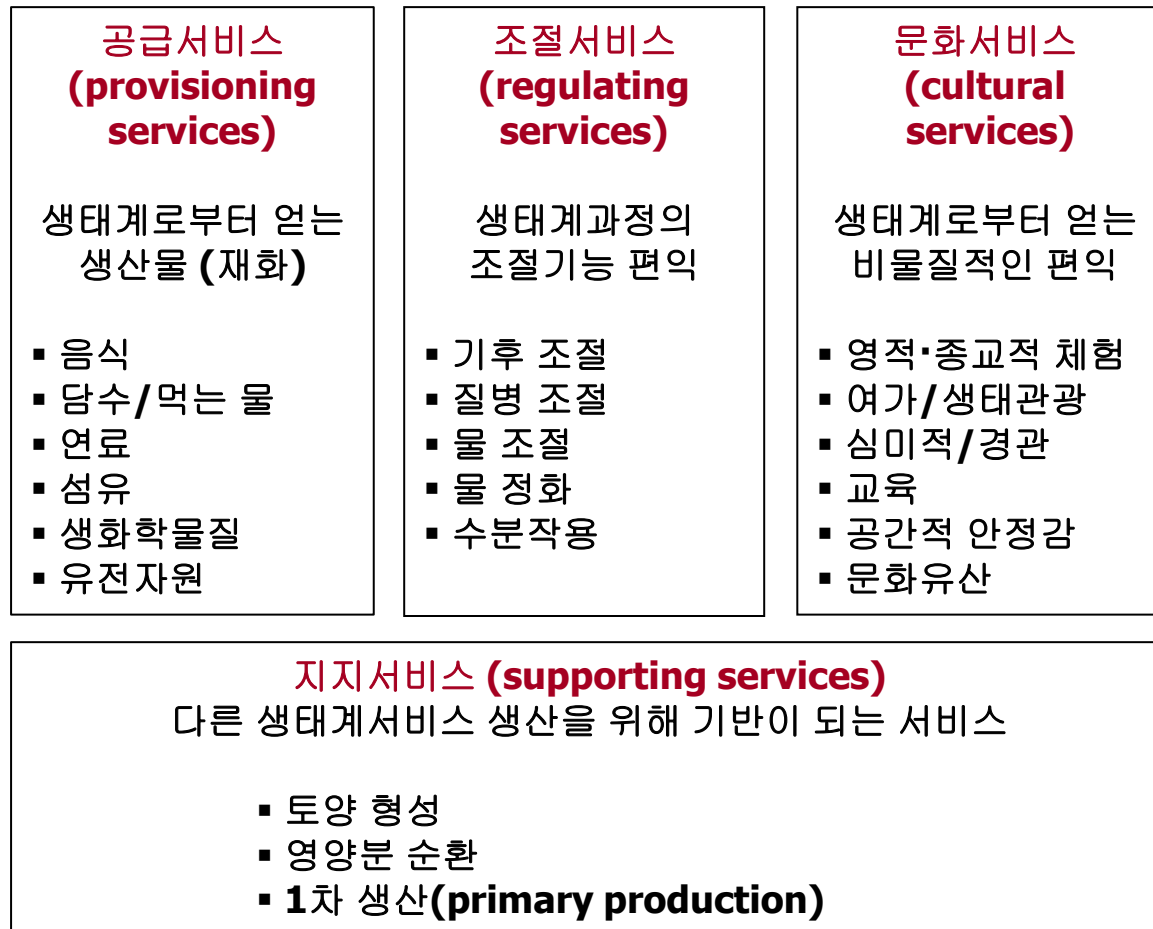 공급서비스
(provisioning
services)
생태계로부터 얻는
생산물 (재화)
▪ 음식
▪ 담수/먹는 물
▪ 연료
▪ 섬유
▪ 생화학물질
▪ 유전자원
조절서비스
(regulating
services)
생태계과정의
조절기능 편익
▪ 기후 조절
▪ 질병 조절
▪ 물 조절
▪ 물 정화
▪ 수분작용
문화서비스
(cultural
services)
생태계로부터 얻는
비물질적인 편익
▪ 영적·종교적 체험
▪ 여가/생태관광
▪ 심미적/경관
▪ 교육
▪ 공간적 안정감
▪ 문화유산
지지서비스 (supporting services)
다른 생태계서비스 생산을 위해 기반이 되는 서비스
▪ 토양 형성
▪ 영양분 순환
▪ 1차 생산(primary production)